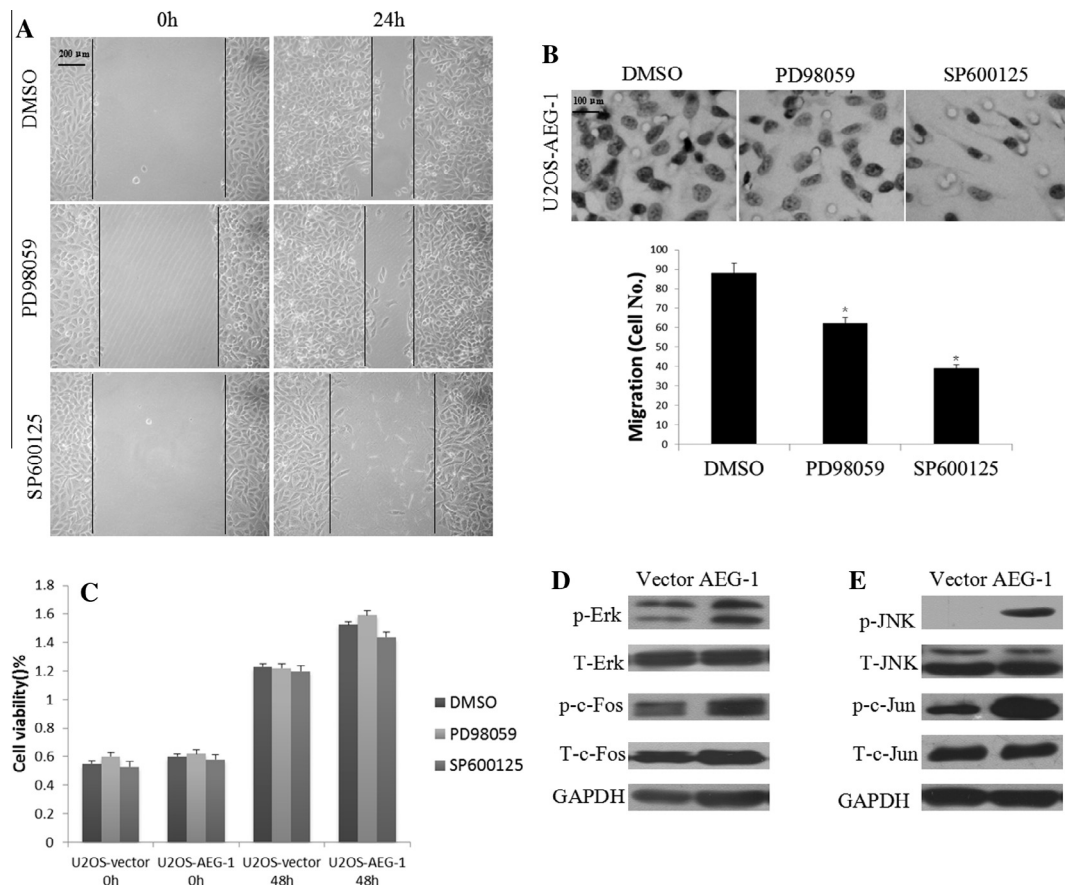 A
0h
24h
200 μm
DMSO
PD98059
SP600125
B
DMSO
PD98059
SP600125
100 μm
U2OS-AEG-1
Migration (Cell No.)
100
90
80
70
60
50
40
30
20
10
0
*
*
DMSO
PD98059
SP600125
C
Cell viability()%
1.8
1.6
1.4
1.2
1
0.8
0.6
0.4
0.2
0
U2OS-vector 0h
U2OS-AEG-1 0h
U2OS-vector 48h
U2OS-AEG-1 48h
DMSO
PD98059
SP600125
D
Vector AEG-1
p-Erk
T-Erk
p-c-Fos
T-c-Fos
GAPDH
E
Vector AEG-1
p-JNK
T-JNK
p-c-Jun
T-c-Jun
GAPDH